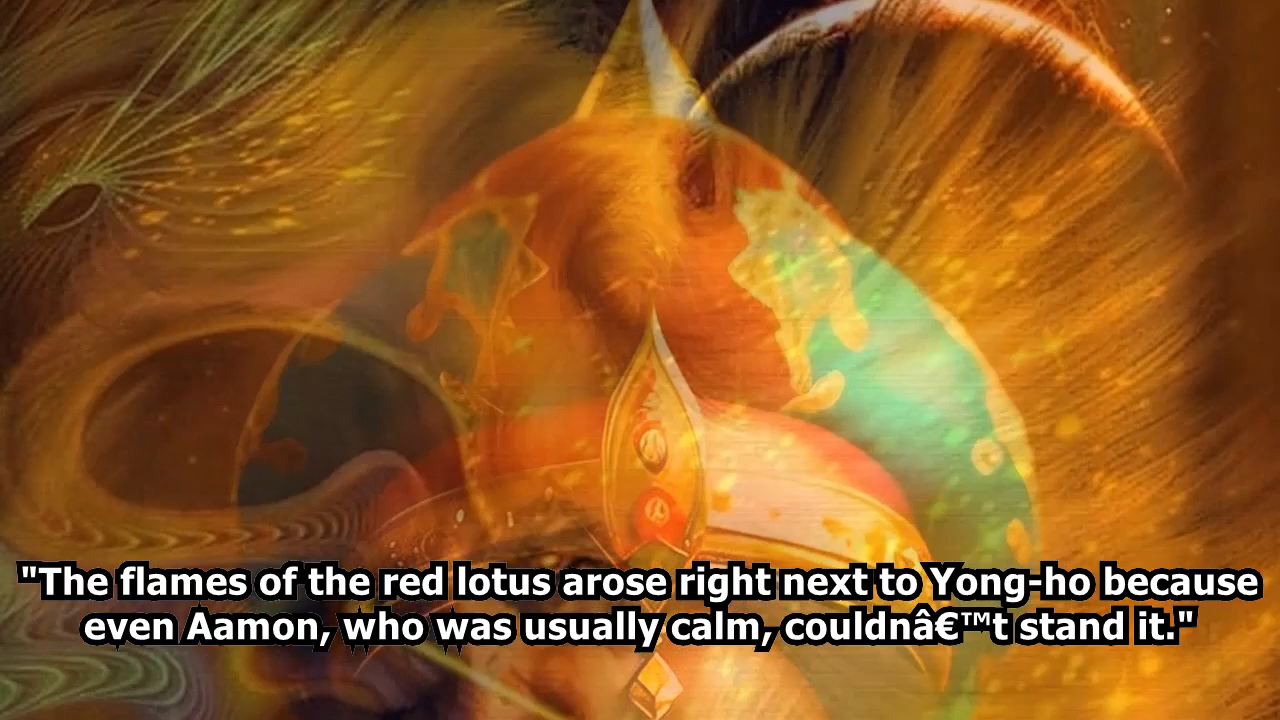 "The flames of the red lotus arose right next to Yong-ho because
even Aamon, who was usually calm, couldnâ€™t stand it."